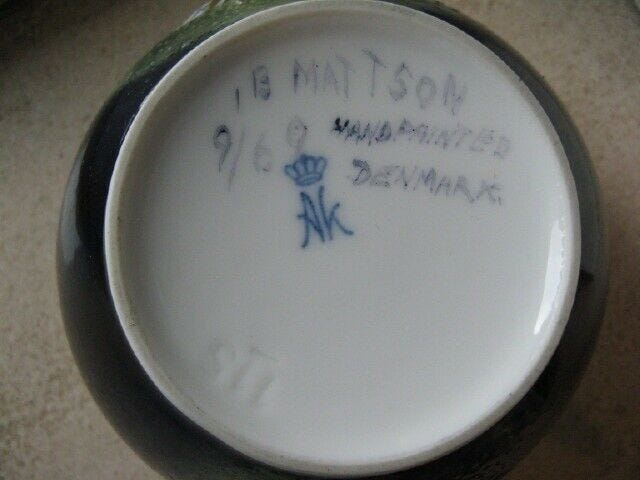 IB MATTSON
9/69 HANDPAINTED
DENMARK.
AK